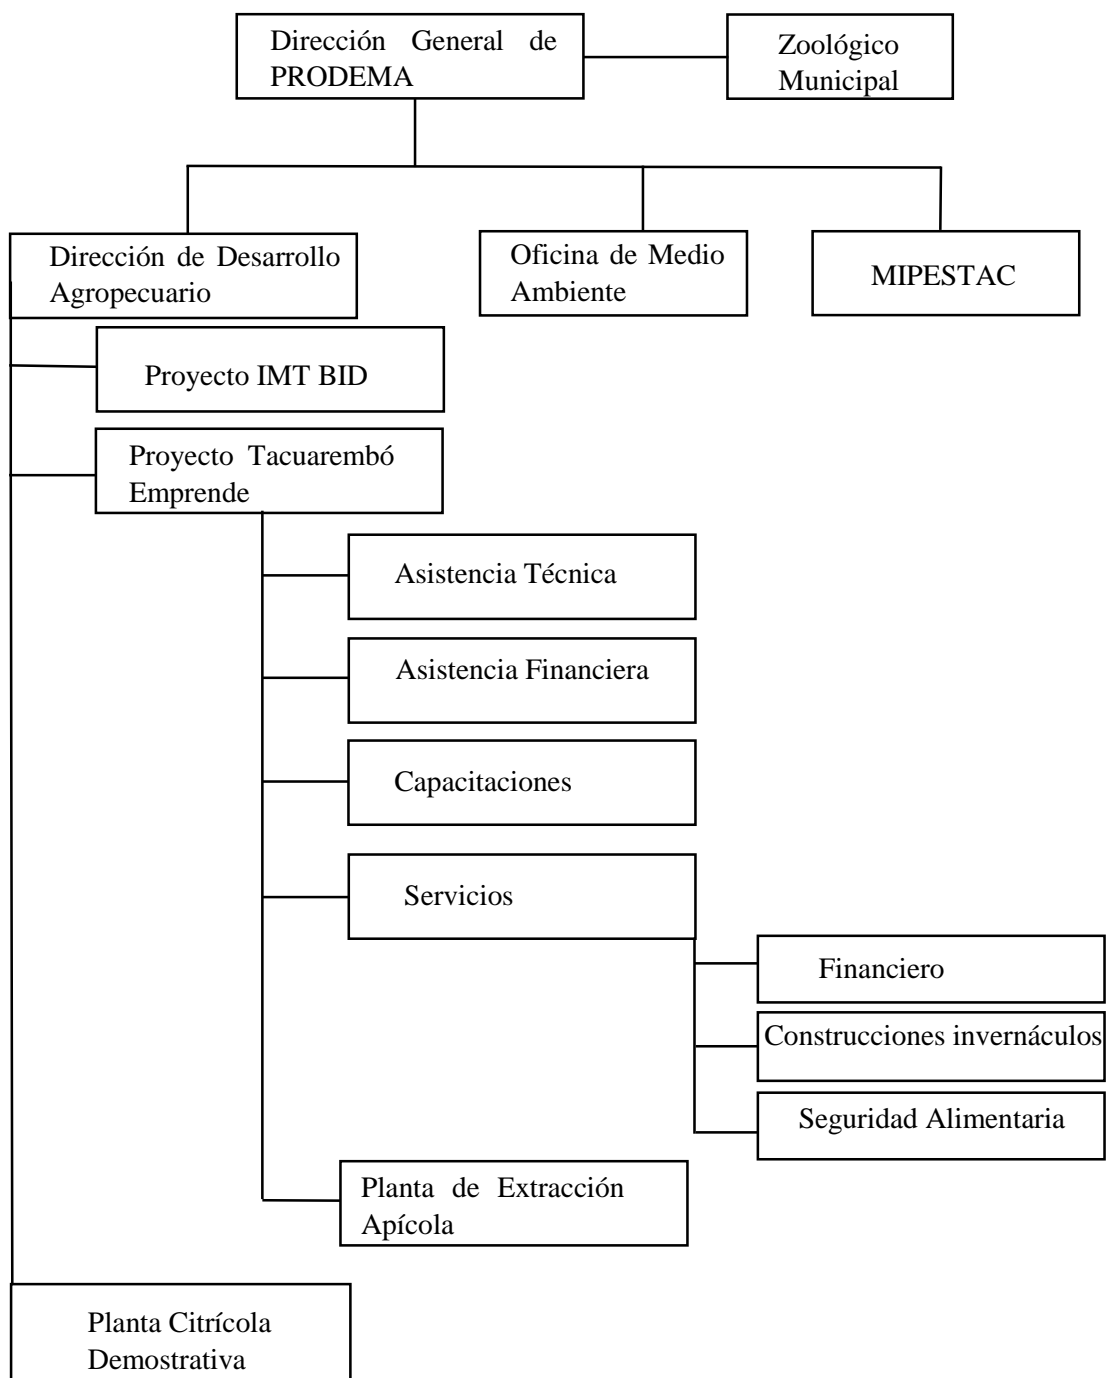 Dirección General de
PRODEMA
Zoológico
Municipal
Dirección de Desarrollo
Agropecuario
Oficina de Medio
Ambiente
MIPESTAC
Proyecto IMT BID
Proyecto Tacuarembó
Emprende
Asistencia Técnica
Asistencia Financiera
Capacitaciones
Servicios
Financiero
Construcciones invernáculos
Seguridad Alimentaria
Planta de Extracción
Apícola
Planta Citrícola
Demostrativa